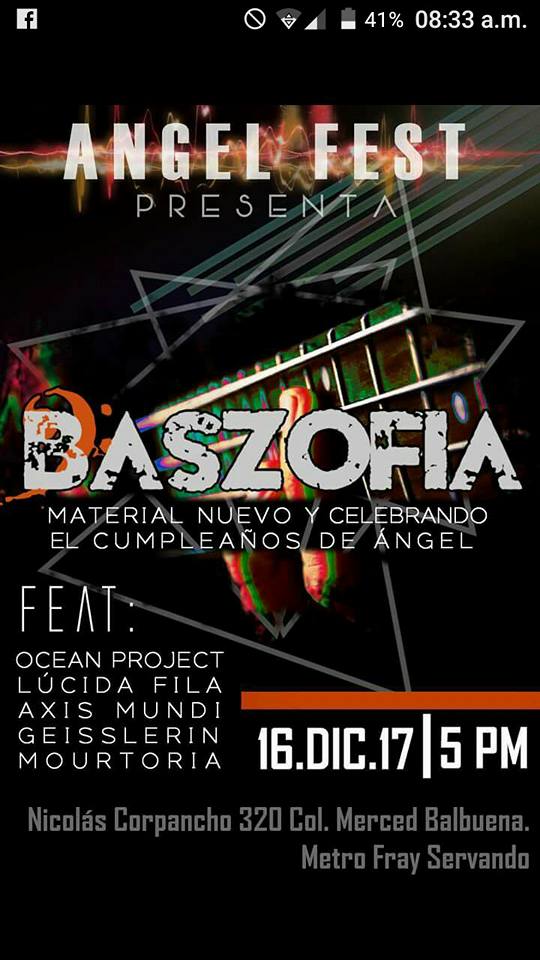 41% 08:33 a.m.
ANGEL FEST
PRESENTA
BASZOFIA
MATERIAL NUEVO Y CELEBRANDO
EL CUMPLEAÑOS DE ÁNGEL
FEAT:
OCEAN PROJECT
LÚCIDA FILA
AXIS MUNDI
GEISSLERIN
MOURTORIA
16.DIC.17|5 PM
Nicolás Corpancho 320 Col. Merced Balbuena.
Metro Fray Servando